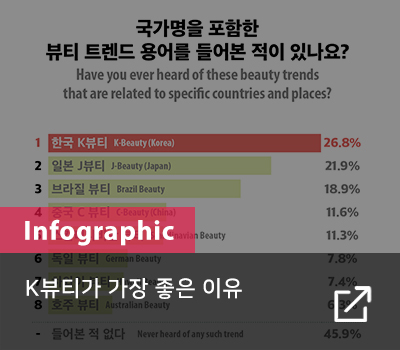 국가명을 포함한
뷰티 트렌드 용어를 들어본 적이 있나요?
Have you ever heard of these beauty trends
that are related to specific countries and places?
1 한국 K뷰티 K-Beauty (Korea) 26.8%
2 일본 J뷰티 J-Beauty (Japan) 21.9%
3 브라질 뷰티 Brazil Beauty 18.9%
4 중국 C 뷰티 C-Beauty (China) 11.6%
Beauty 11.3%
Infographic
6 독일 뷰티 German Beauty 7.8%
7 7.4%
K뷰티가 가장 좋은 이유
8 호주 뷰티 Australian Beauty
- 들어본 적 없다 Never heard of any such trend 45.9%